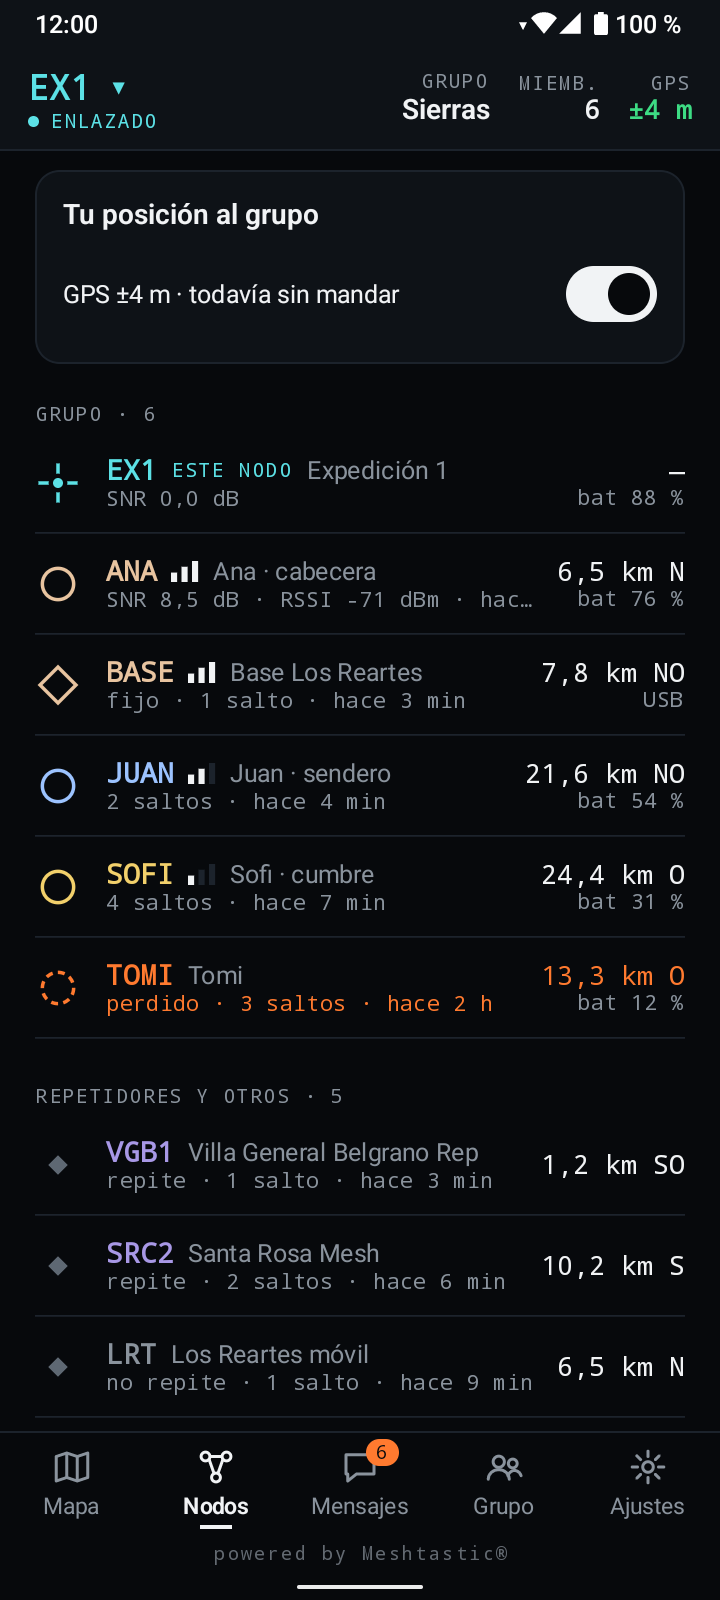 12:00 100 %
EX1 ▼
ENLAZADO
GRUPO
Sierras
MIEMB.
6
GPS
±4 m
Tu posición al grupo
GPS ±4 m · todavía sin mandar
GRUPO · 6
EX1 ESTE NODO Expedición 1 —
SNR 0,0 dB bat 88 %
ANA Ana · cabecera 6,5 km N
SNR 8,5 dB · RSSI -71 dBm · hac… bat 76 %
BASE Base Los Reartes 7,8 km NO
fijo · 1 salto · hace 3 min USB
JUAN Juan · sendero 21,6 km NO
2 saltos · hace 4 min bat 54 %
SOFI Sofi · cumbre 24,4 km O
4 saltos · hace 7 min bat 31 %
TOMI Tomi 13,3 km O
perdido · 3 saltos · hace 2 h bat 12 %
REPETIDORES Y OTROS · 5
VGB1 Villa General Belgrano Rep 1,2 km SO
repite · 1 salto · hace 3 min
SRC2 Santa Rosa Mesh 10,2 km S
repite · 2 saltos · hace 6 min
LRT Los Reartes móvil 6,5 km N
no repite · 1 salto · hace 9 min
6
Mapa Nodos Mensajes Grupo Ajustes
powered by Meshtastic®